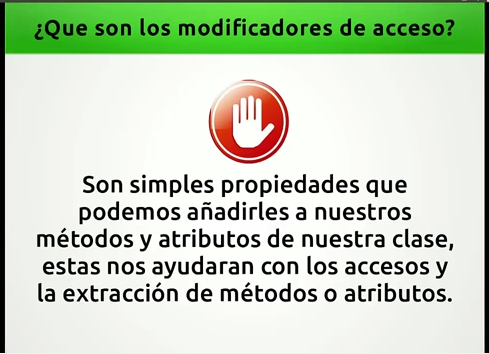 ¿Que son los modificadores de acceso?
Son simples propiedades que
podemos añadirles a nuestros
métodos y atributos de nuestra clase,
estas nos ayudaran con los accesos y
la extracción de métodos o atributos.